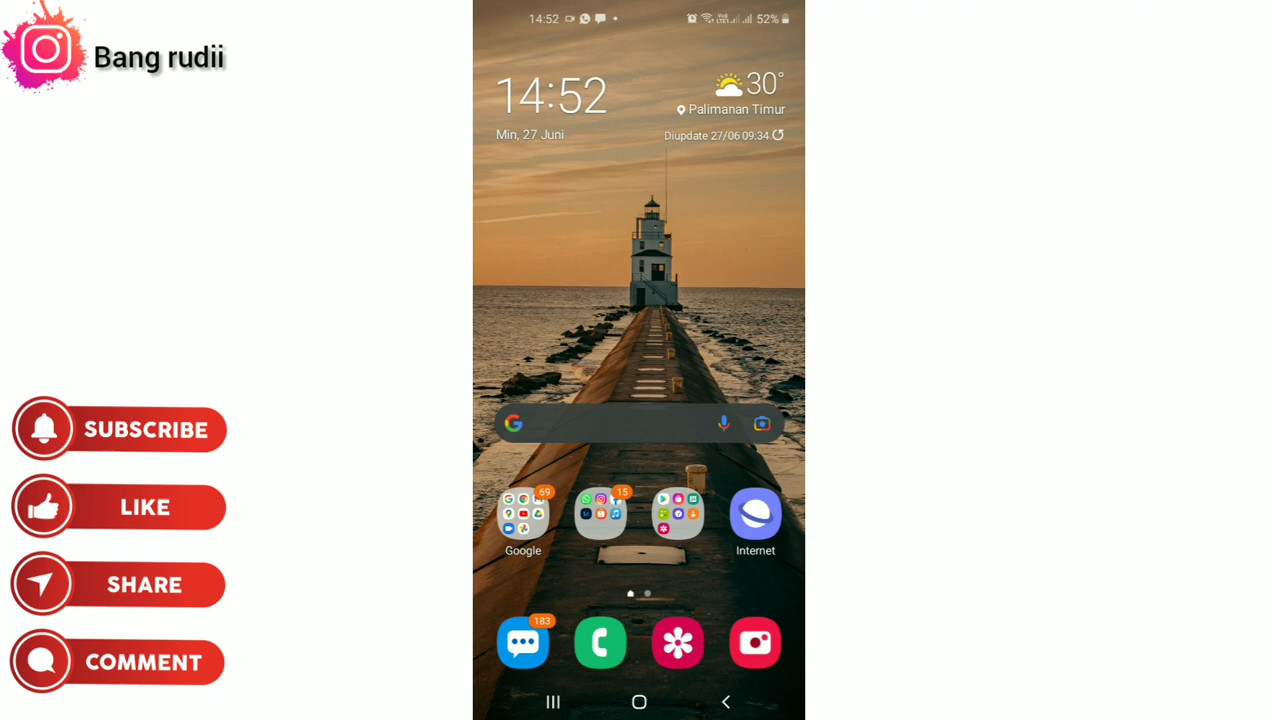 Bang rudii
14:52
52%
14:52
30°
Palimanan Timur
Min, 27 Juni
Diupdate 27/06 09:34
69
15
Google
Internet
183
SUBSCRIBE
LIKE
SHARE
COMMENT